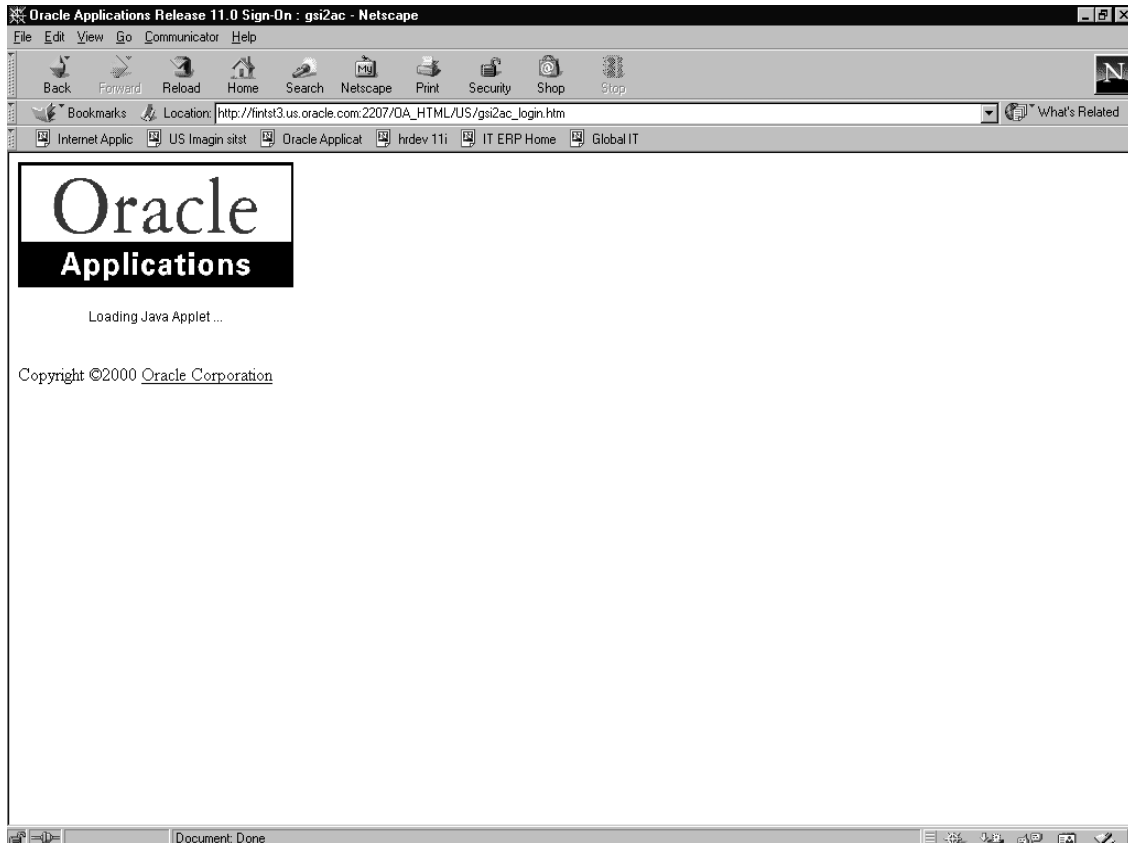 Oracle Applications Release 11.0 Sign-On : gsi2ac - Netscape
File Edit View Go Communicator Help
My
N
Back Forward Reload Home Search Netscape Print Security Shop Stop
Bookmarks Location: http://fintst3.us.oracle.com:2207/OA_HTML/US/gsi2ac_login.htm What's Related
Internet Applic US Imagin sitst Oracle Applicat hrdev 11i IT ERP Home Global IT
Oracle
Applications
Loading Java Applet ...
Copyright ©2000 Oracle Corporation
Document: Done